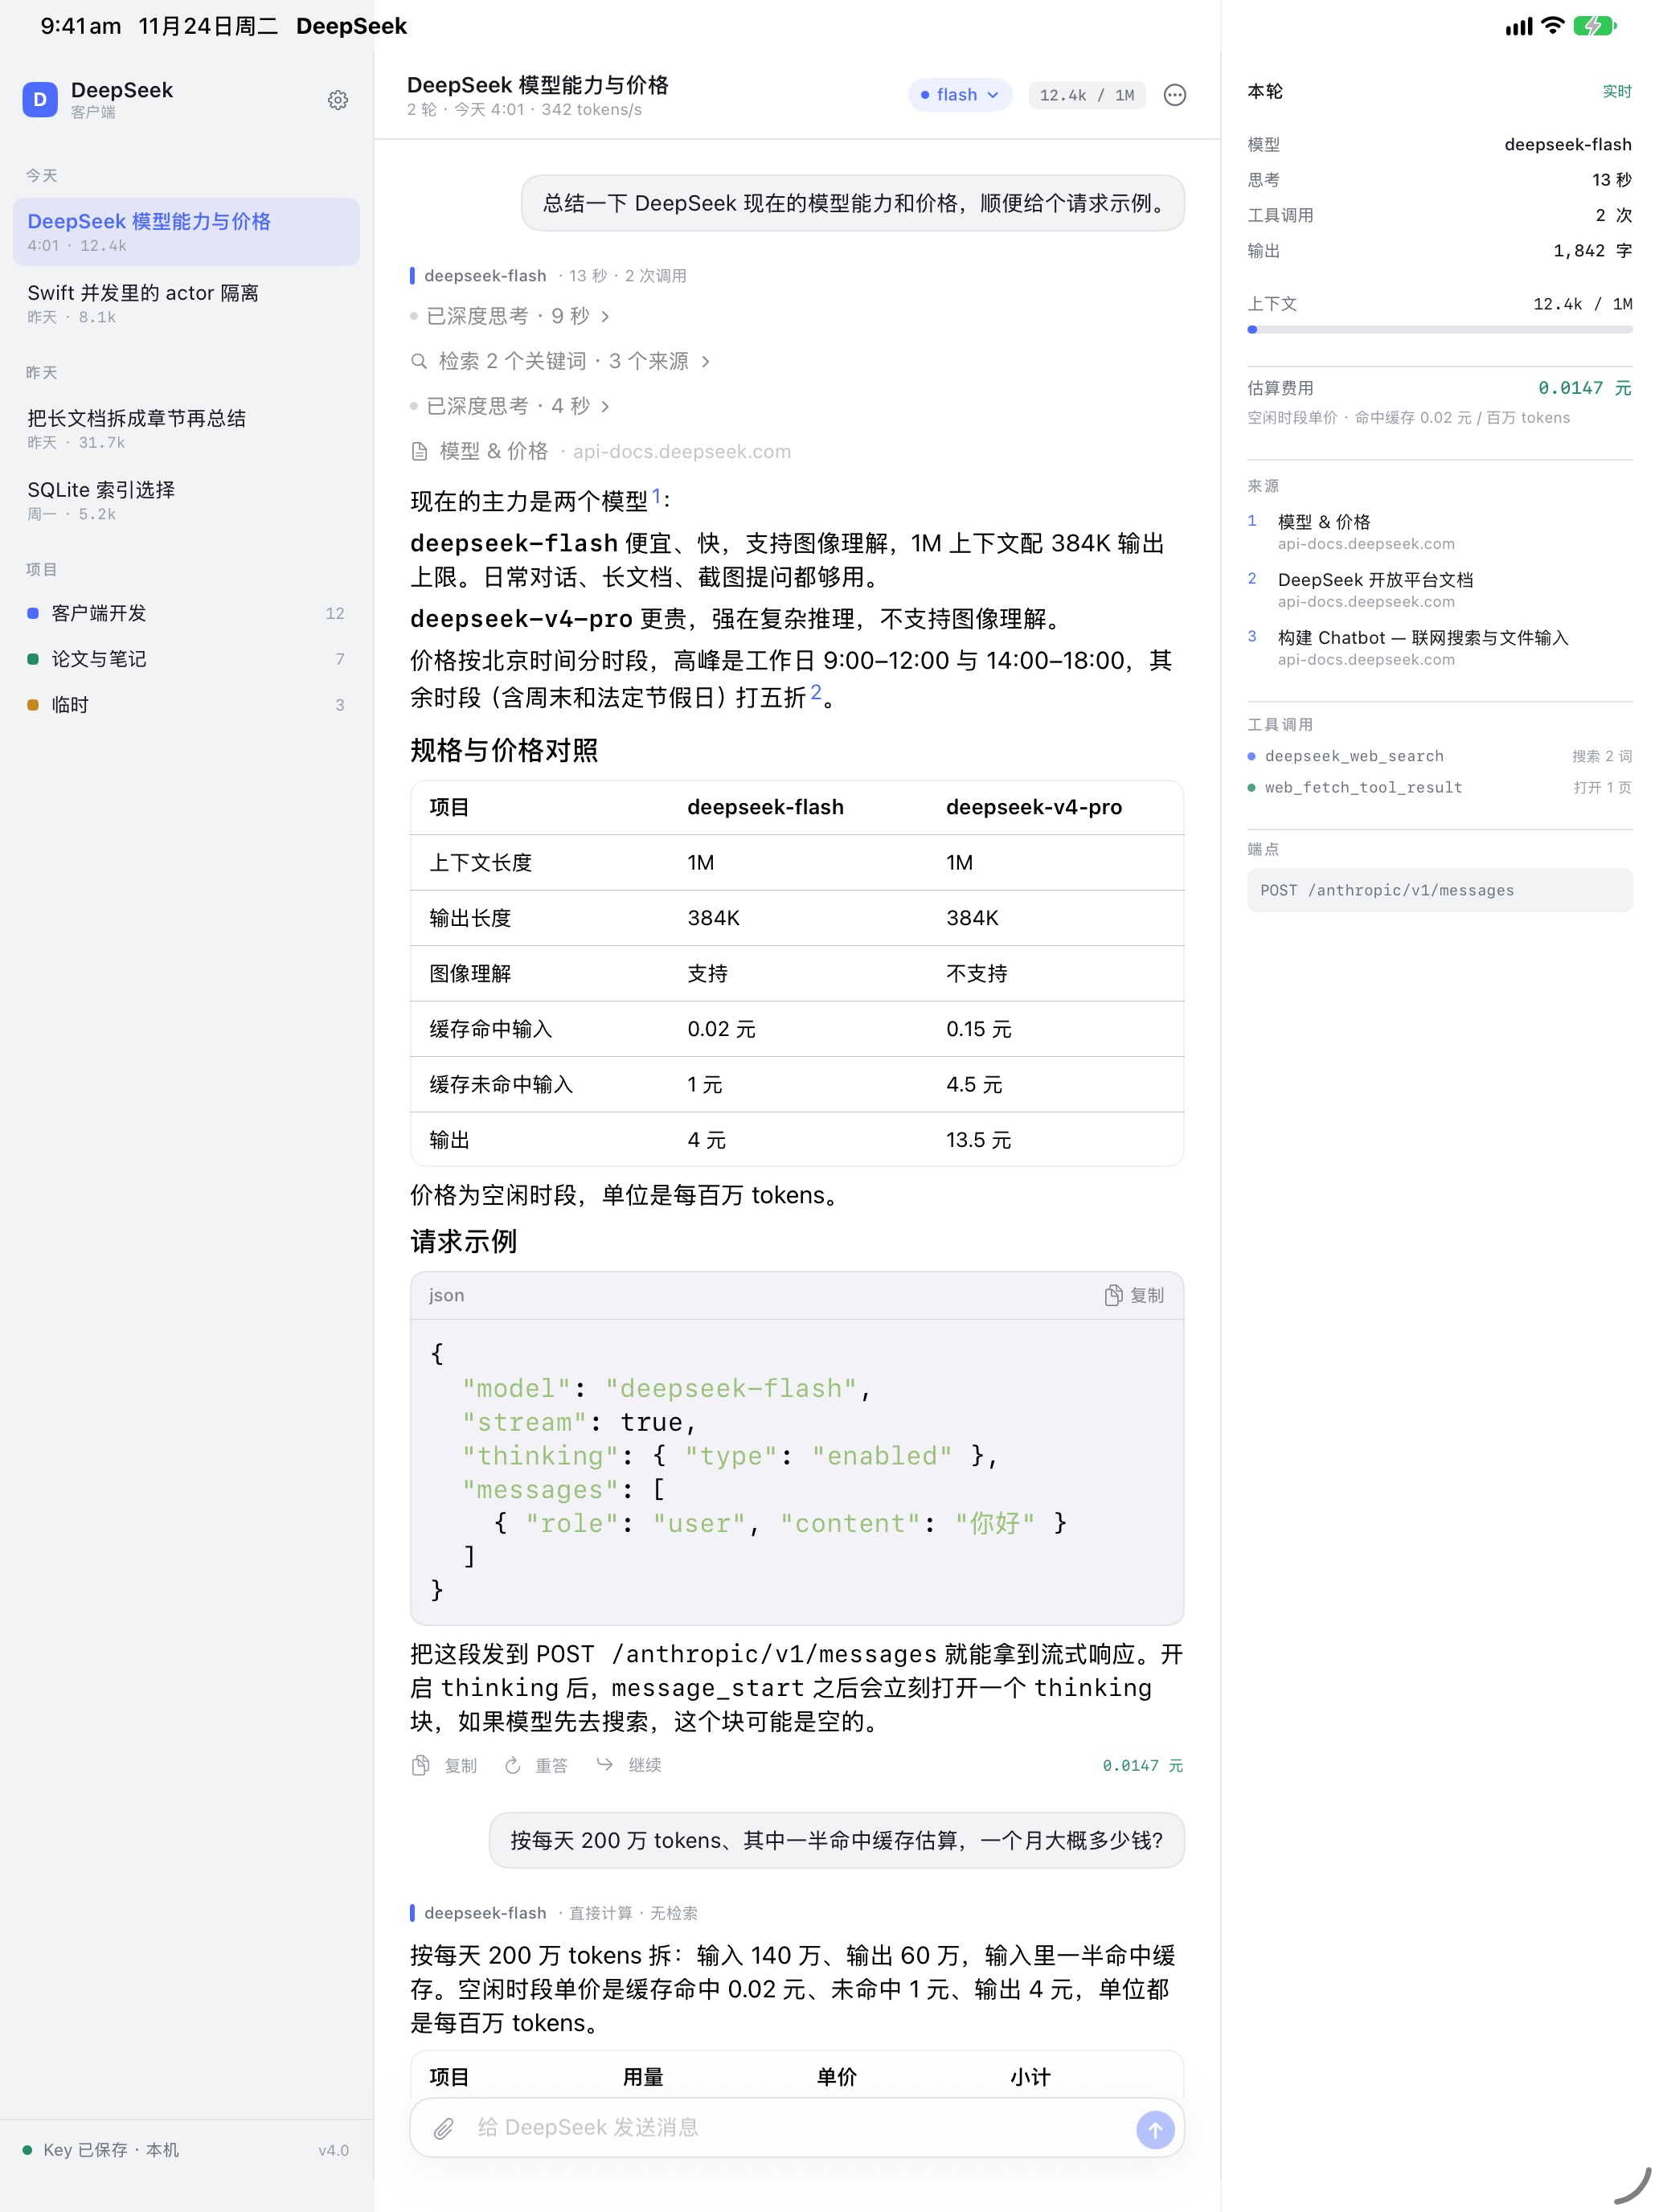 9:41 am 11月24日周二 DeepSeek
D
DeepSeek
客户端
今天
DeepSeek 模型能力与价格
4:01 · 12.4k
Swift 并发里的 actor 隔离
昨天 · 8.1k
昨天
把长文档拆成章节再总结
昨天 · 31.7k
SQLite 索引选择
周一 · 5.2k
项目
客户端开发 12
论文与笔记 7
临时 3
Key 已保存 · 本机 v4.0
DeepSeek 模型能力与价格
2 轮 · 今天 4:01 · 342 tokens/s
flash
12.4k / 1M
总结一下 DeepSeek 现在的模型能力和价格，顺便给个请求示例。
deepseek-flash · 13 秒 · 2 次调用
已深度思考 · 9 秒
检索 2 个关键词 · 3 个来源
已深度思考 · 4 秒
模型 & 价格 · api-docs.deepseek.com
现在的主力是两个模型1：
deepseek-flash 便宜、快，支持图像理解，1M 上下文配 384K 输出
上限。日常对话、长文档、截图提问都够用。
deepseek-v4-pro 更贵，强在复杂推理，不支持图像理解。
价格按北京时间分时段，高峰是工作日 9:00–12:00 与 14:00–18:00，其
余时段（含周末和法定节假日）打五折2。
规格与价格对照
项目 deepseek-flash deepseek-v4-pro
上下文长度 1M 1M
输出长度 384K 384K
图像理解 支持 不支持
缓存命中输入 0.02 元 0.15 元
缓存未命中输入 1 元 4.5 元
输出 4 元 13.5 元
价格为空闲时段，单位是每百万 tokens。
请求示例
json 复制
{
"model": "deepseek-flash",
"stream": true,
"thinking": { "type": "enabled" },
"messages": [
{ "role": "user", "content": "你好" }
]
}
把这段发到 POST /anthropic/v1/messages 就能拿到流式响应。开
启 thinking 后，message_start 之后会立刻打开一个 thinking
块，如果模型先去搜索，这个块可能是空的。
复制 重答 继续 0.0147 元
按每天 200 万 tokens、其中一半命中缓存估算，一个月大概多少钱？
deepseek-flash · 直接计算 · 无检索
按每天 200 万 tokens 拆：输入 140 万、输出 60 万，输入里一半命中缓
存。空闲时段单价是缓存命中 0.02 元、未命中 1 元、输出 4 元，单位都
是每百万 tokens。
项目 用量 单价 小计
给 DeepSeek 发送消息
本轮 实时
模型 deepseek-flash
思考 13 秒
工具调用 2 次
输出 1,842 字
上下文 12.4k / 1M
估算费用 0.0147 元
空闲时段单价 · 命中缓存 0.02 元 / 百万 tokens
来源
1 模型 & 价格
api-docs.deepseek.com
2 DeepSeek 开放平台文档
api-docs.deepseek.com
3 构建 Chatbot — 联网搜索与文件输入
api-docs.deepseek.com
工具调用
deepseek_web_search 搜索 2 词
web_fetch_tool_result 打开 1 页
端点
POST /anthropic/v1/messages